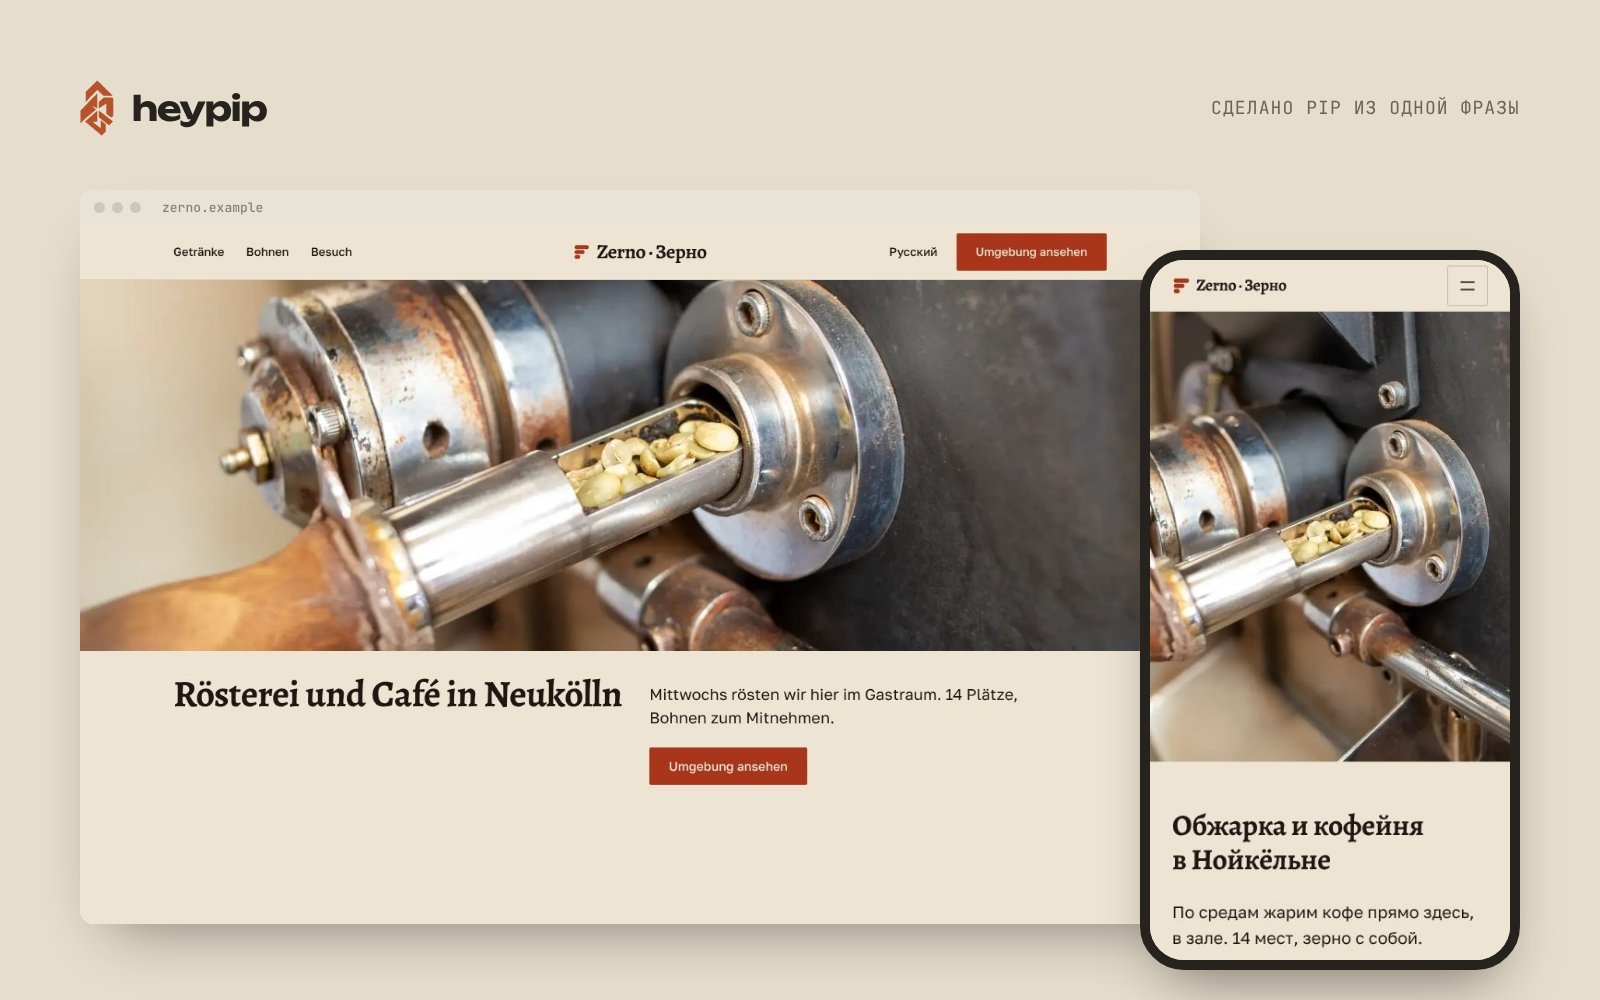 heypip
СДЕЛАНО PIP ИЗ ОДНОЙ ФРАЗЫ
zerno.example
Getränke Bohnen Besuch
Zerno · Зерно
Русский
Umgebung ansehen
Rösterei und Café in Neukölln
Mittwochs rösten wir hier im Gastraum. 14 Plätze,
Bohnen zum Mitnehmen.
Umgebung ansehen
Zerno · Зерно
Обжарка и кофейня
в Нойкёльне
По средам жарим кофе прямо здесь,
в зале. 14 мест, зерно с собой.